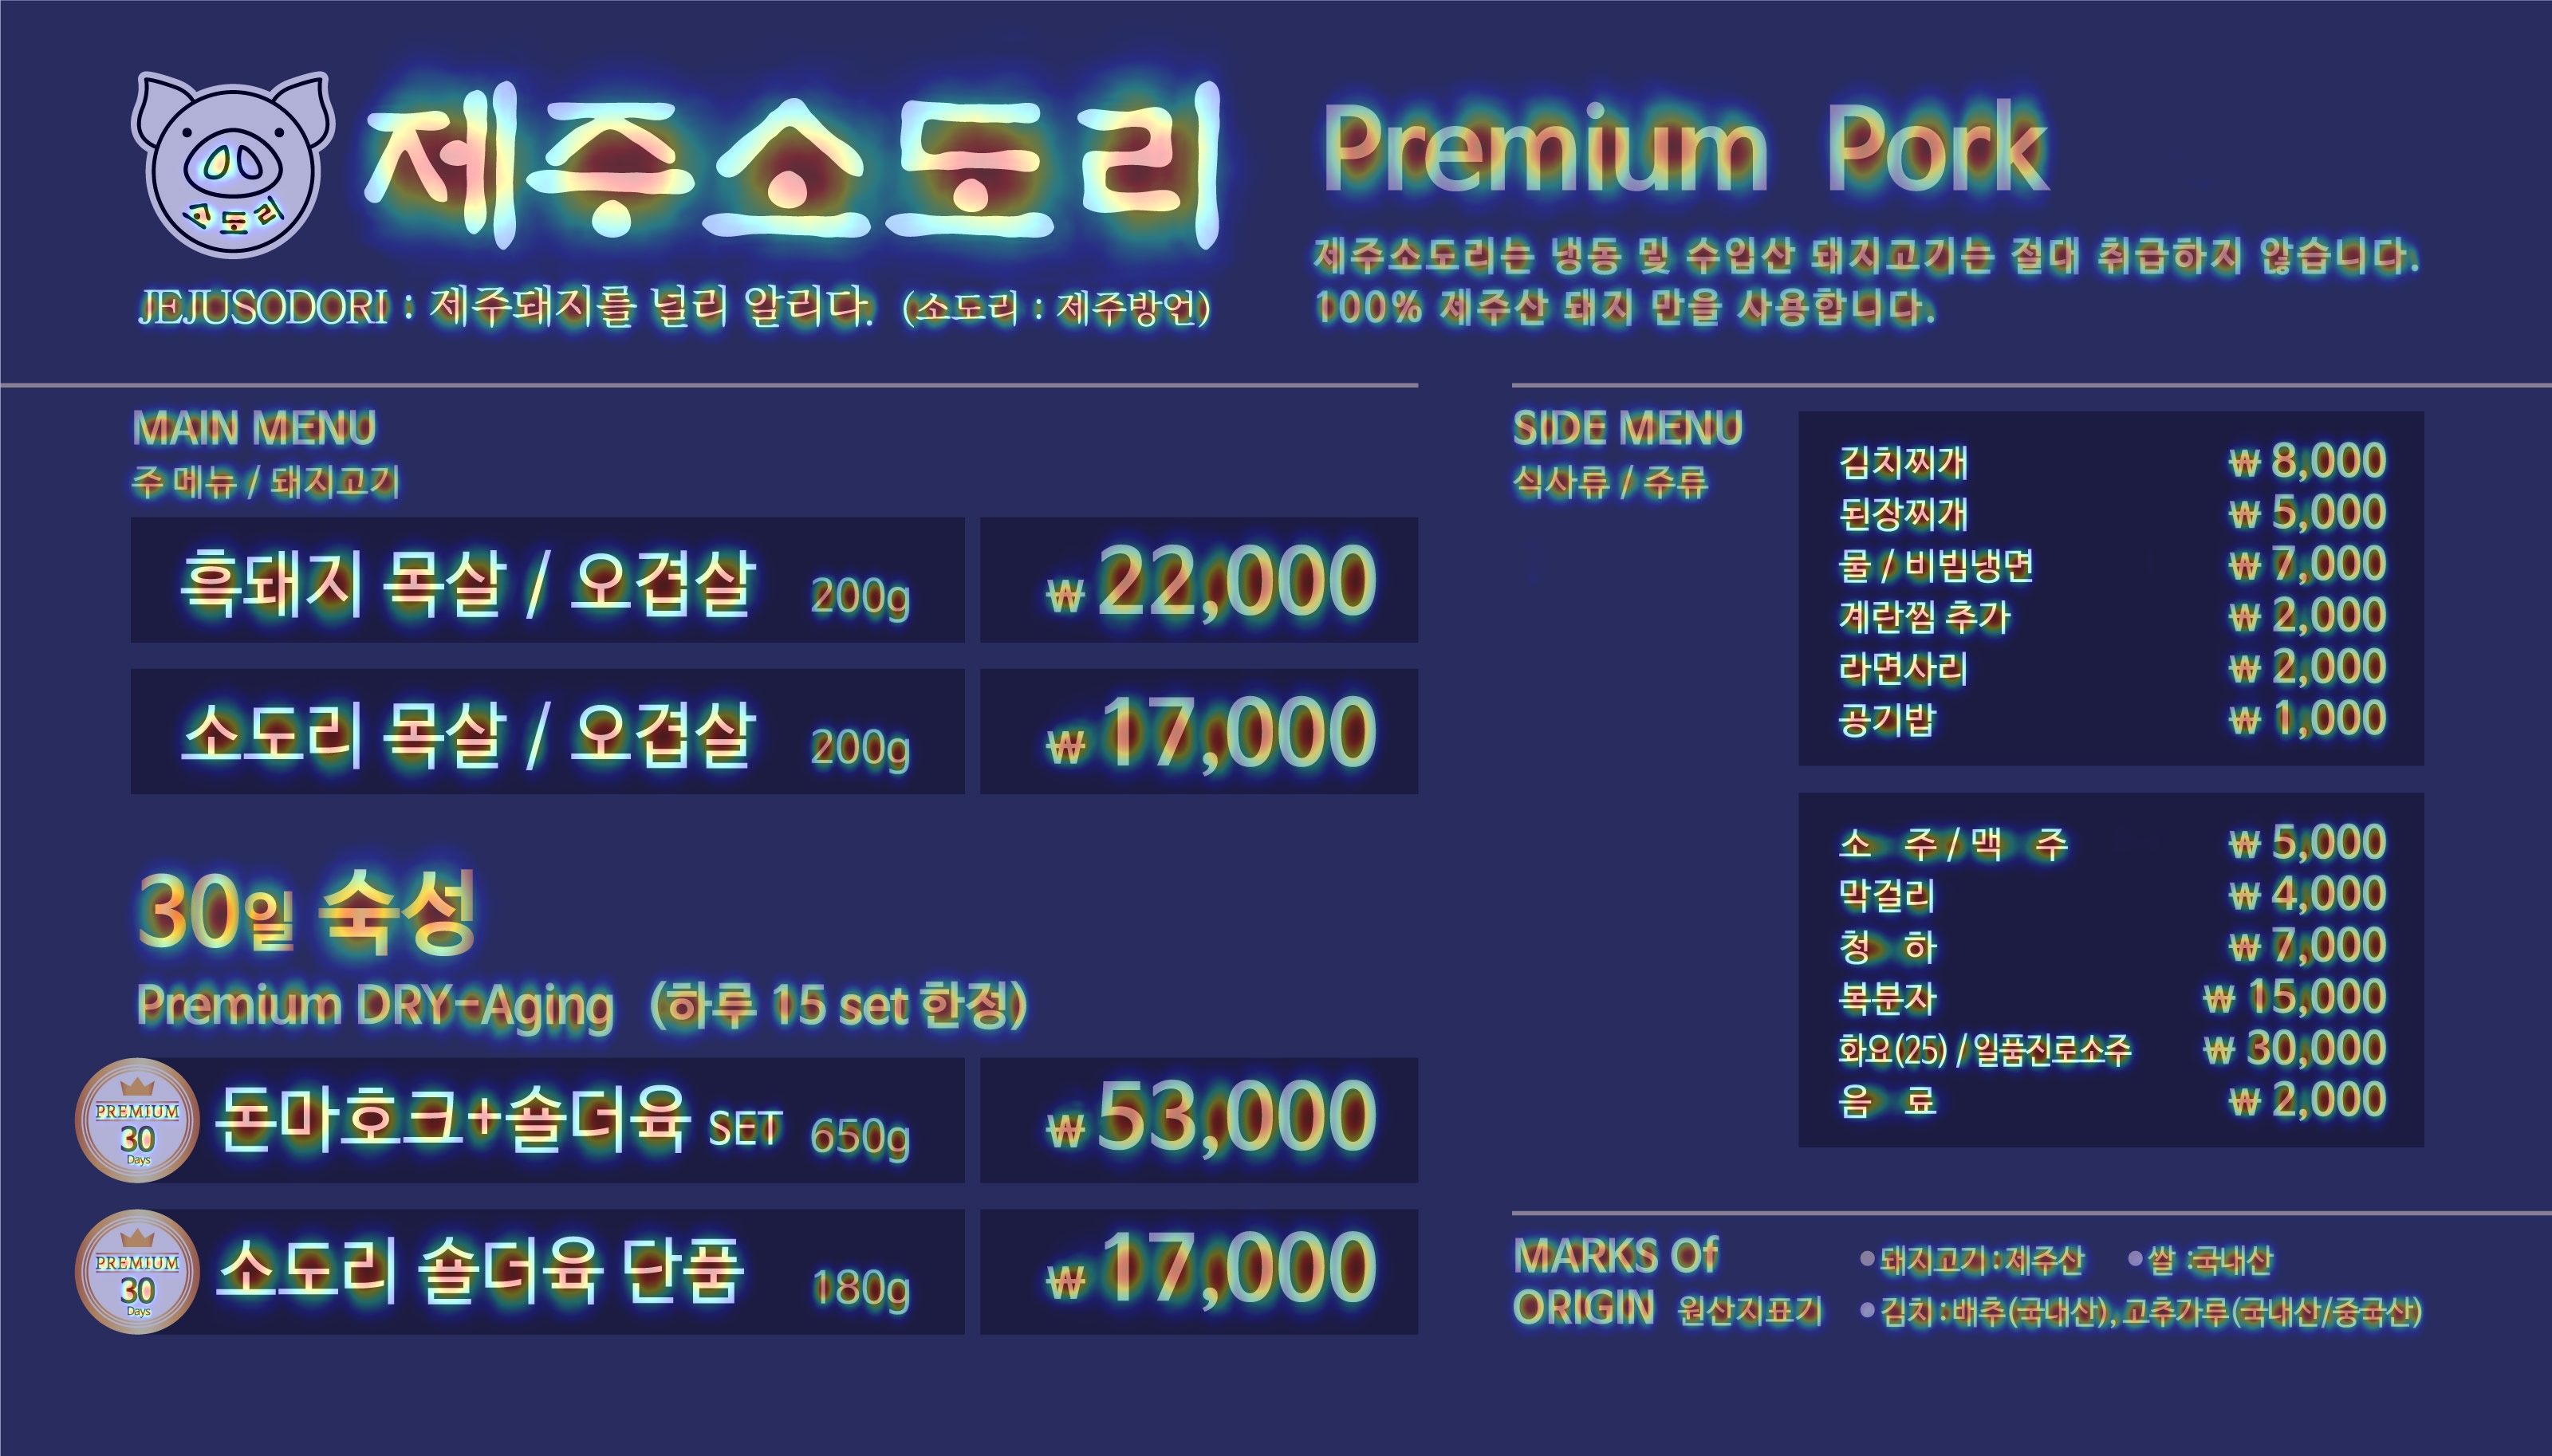 제주소도리
소도리
JEJUSODORI : 제주돼지를 널리 알리다. (소도리 : 제주방언)
Premium Pork
제주소도리는 냉동 및 수입산 돼지고기는 절대 취급하지 않습니다.
100% 제주산 돼지 만을 사용합니다.
MAIN MENU
주 메뉴 / 돼지고기
흑돼지 목살 / 오겹살 200g ₩ 22,000
소도리 목살 / 오겹살 200g ₩ 17,000
30일 숙성
Premium DRY-Aging (하루 15 set 한정)
PREMIUM
30
Days
돈마호크+숄더육 SET 650g ₩ 53,000
PREMIUM
30
Days
소도리 숄더육 단품 180g ₩ 17,000
SIDE MENU
식사류 / 주류
김치찌개 ₩ 8,000
된장찌개 ₩ 5,000
물 / 비빔냉면 ₩ 7,000
계란찜 추가 ₩ 2,000
라면사리 ₩ 2,000
공기밥 ₩ 1,000
소 주 / 맥 주 ₩ 5,000
막걸리 ₩ 4,000
청 하 ₩ 7,000
복분자 ₩ 15,000
화요(25) / 일품진로소주 ₩ 30,000
음 료 ₩ 2,000
MARKS Of
ORIGIN 원산지표기
●돼지고기:제주산 ●쌀 :국내산
●김치:배추(국내산),고추가루(국내산/중국산)